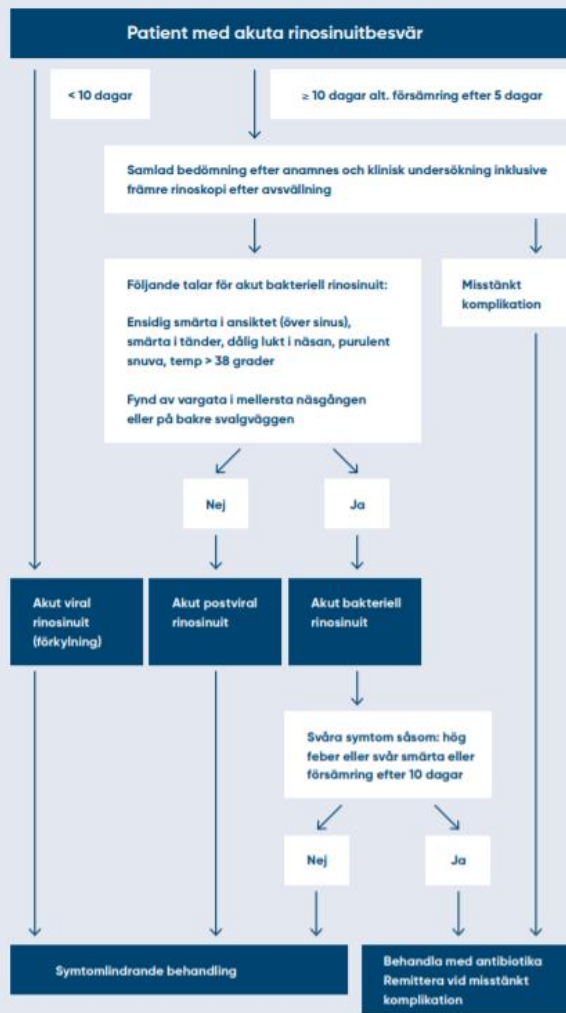 Patient med akuta rinosinuitbesvär
< 10 dagar
≥ 10 dagar alt. försämring efter 5 dagar
Samlad bedömning efter anamnes och klinisk undersökning inklusive
främre rinoskopi efter avsvällning
Följande talar för akut bakteriell rinosinuit:
Ensidig smärta i ansiktet (över sinus),
smärta i tänder, dålig lukt i näsan, purulent
snuva, temp > 38 grader
Fynd av vargata i mellersta näsgången
eller på bakre svalgväggen
Misstänkt
komplikation
Nej
Ja
Akut viral
rinosinuit
(förkylning)
Akut postviral
rinosinuit
Akut bakteriell
rinosinuit
Svåra symtom såsom: hög
feber eller svår smärta eller
försämring efter 10 dagar
Nej
Ja
Symtomlindrande behandling
Behandla med antibiotika
Remittera vid misstänkt
komplikation